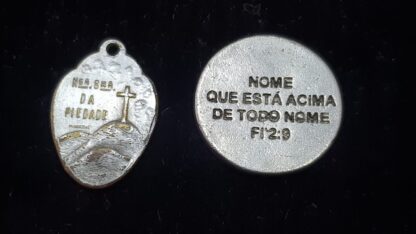 NSA. SRA.
DA
PIEDADE
NOME
QUE ESTÁ ACIMA
DE TODO NOME
Fl'2:9